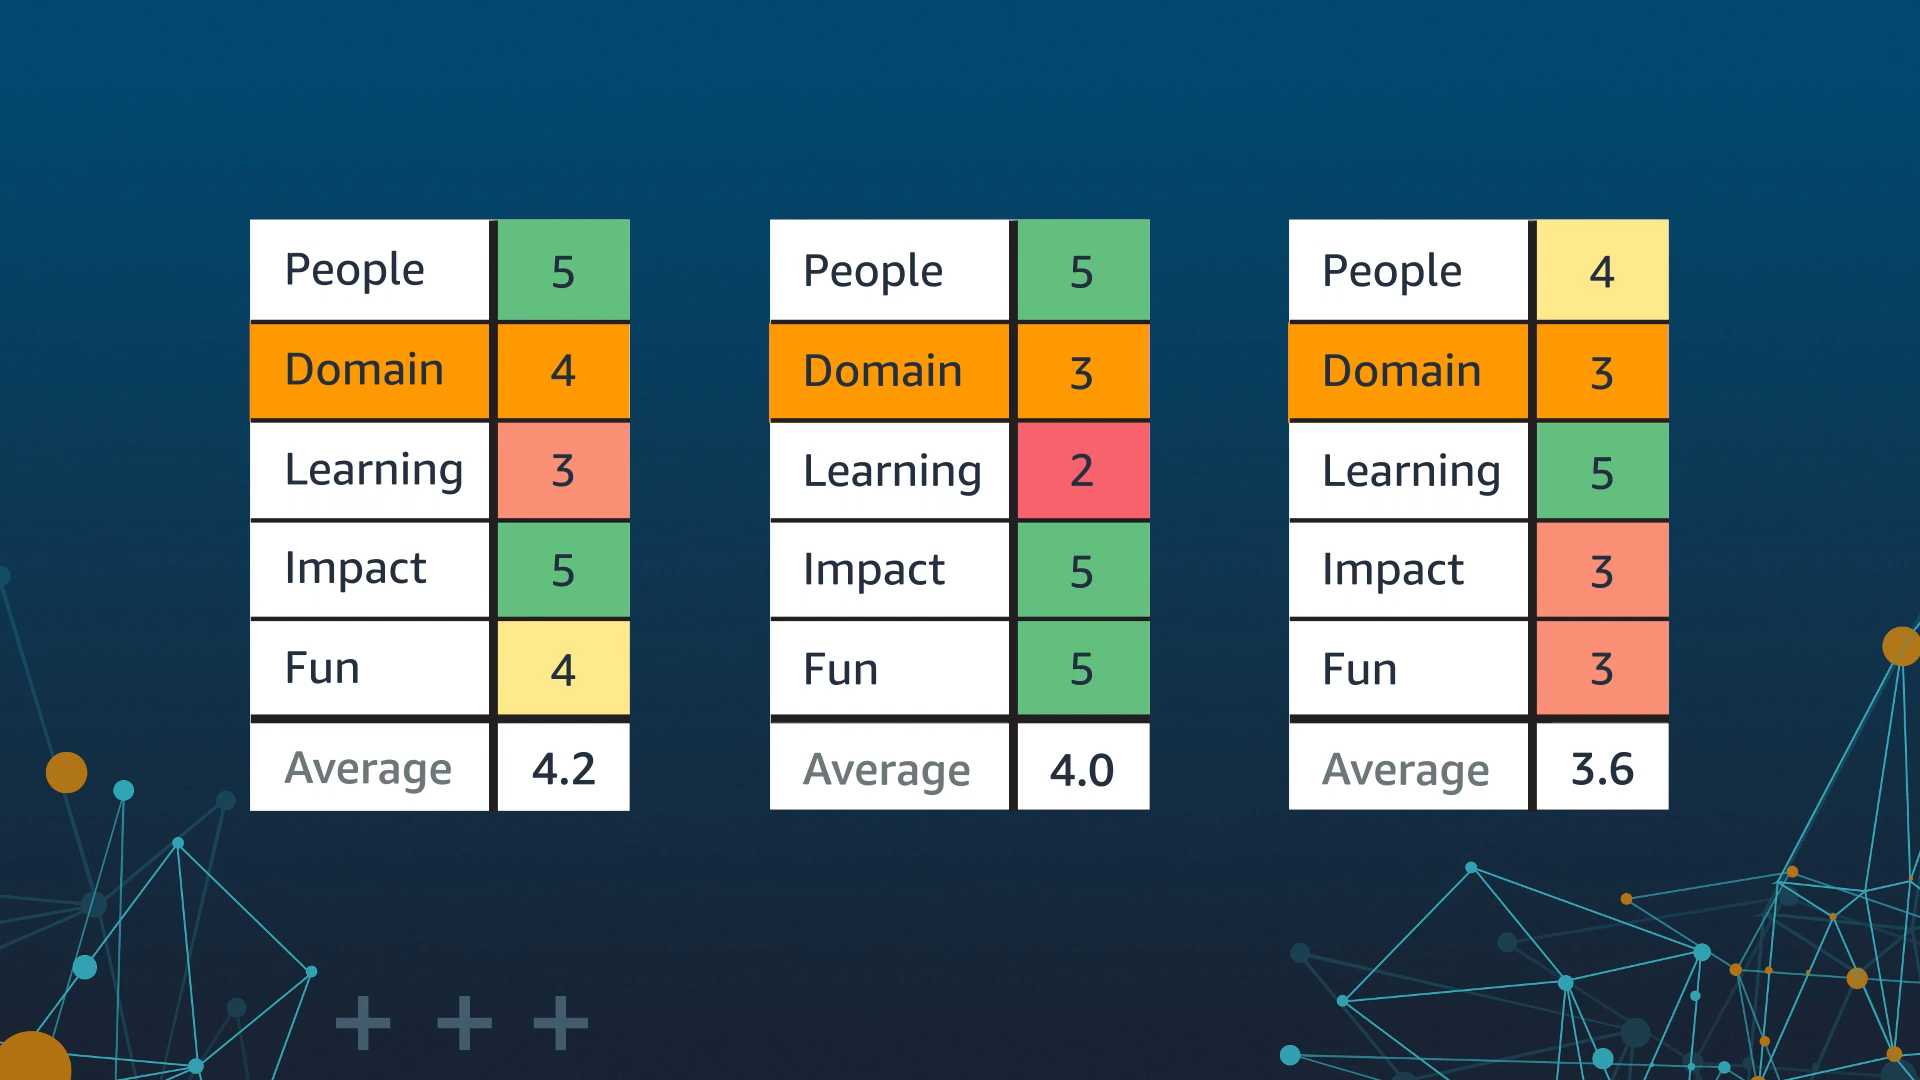 People 5
Domain 4
Learning 3
Impact 5
Fun 4
Average 4.2
People 5
Domain 3
Learning 2
Impact 5
Fun 5
Average 4.0
People 4
Domain 3
Learning 5
Impact 3
Fun 3
Average 3.6